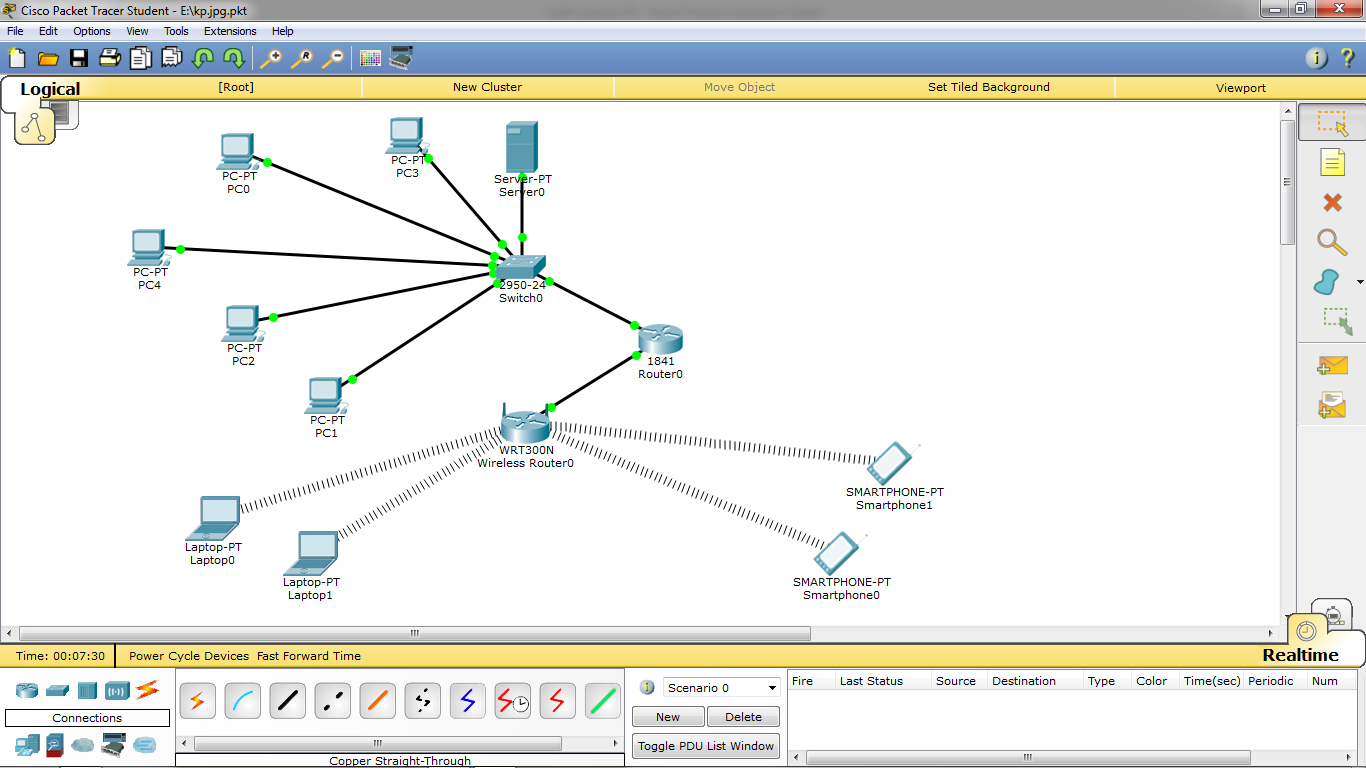 Cisco Packet Tracer Student - E:\kp.jpg.pkt
File Edit Options View Tools Extensions Help
Logical [Root] New Cluster Move Object Set Tiled Background Viewport
PC-PT
PC0
PC-PT
PC3
Server-PT
Server0
PC-PT
PC4
2950-24
Switch0
PC-PT
PC2
1841
Router0
PC-PT
PC1
WRT300N
Wireless Router0
SMARTPHONE-PT
Smartphone1
Laptop-PT
Laptop0
Laptop-PT
Laptop1
SMARTPHONE-PT
Smartphone0
Time: 00:07:30 Power Cycle Devices Fast Forward Time Realtime
Connections
Copper Straight-Through
Scenario 0
New Delete
Toggle PDU List Window
Fire Last Status Source Destination Type Color Time(sec) Periodic Num